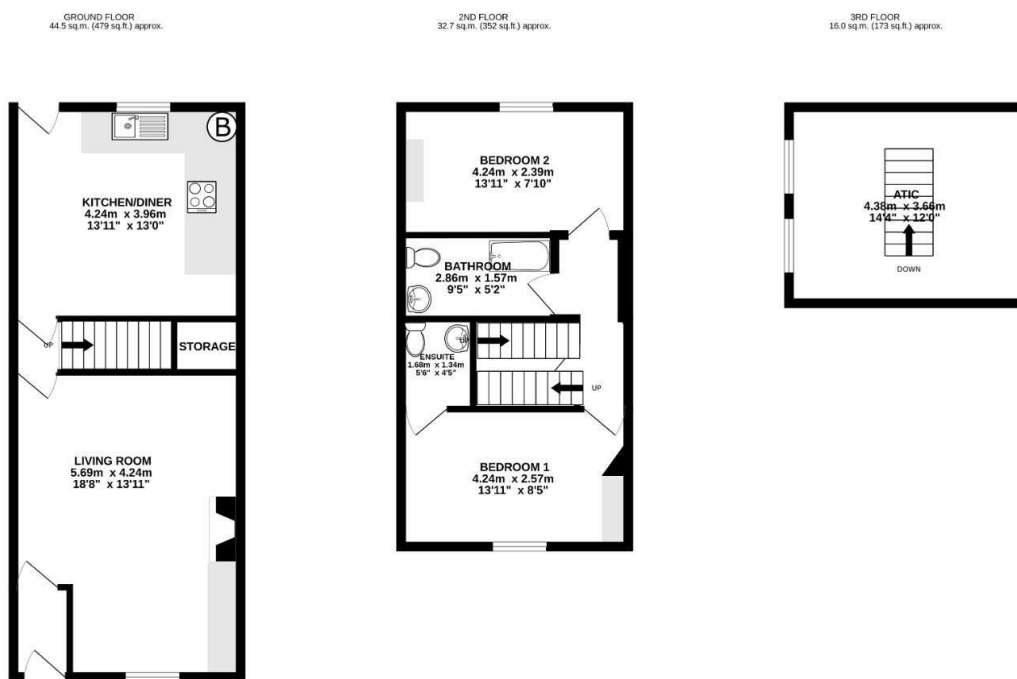 GROUND FLOOR
44.5 sq.m. (479 sq.ft.) approx.
2ND FLOOR
32.7 sq.m. (352 sq.ft.) approx.
3RD FLOOR
16.0 sq.m. (173 sq.ft.) approx.
B
KITCHEN/DINER
4.24m x 3.96m
13'11" x 13'0"
UP
STORAGE
LIVING ROOM
5.69m x 4.24m
18'8" x 13'11"
BEDROOM 2
4.24m x 2.39m
13'11" x 7'10"
BATHROOM
2.86m x 1.57m
9'5" x 5'2"
ENSUITE
1.68m x 1.34m
5'6" x 4'5"
UP
BEDROOM 1
4.24m x 2.57m
13'11" x 8'5"
ATIC
4.38m x 3.66m
14'4" x 12'0"
DOWN